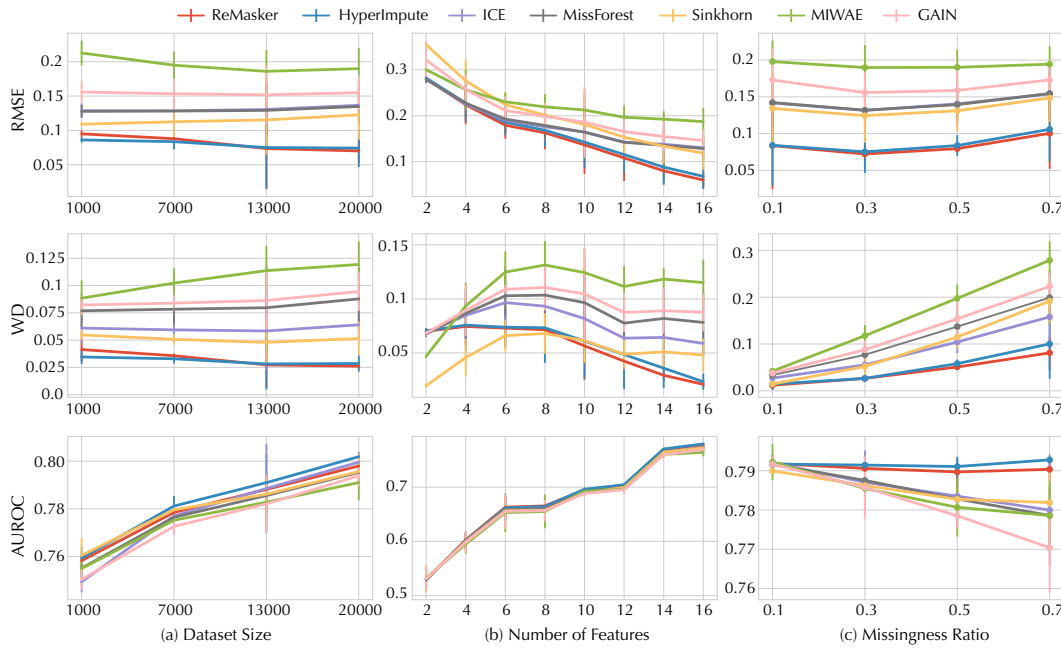 ReMasker HyperImpute ICE MissForest Sinkhorn MIWAE GAIN
RMSE
0.2
0.15
0.1
0.05
1000 7000 13000 20000
0.3
0.2
0.1
2 4 6 8 10 12 14 16
0.2
0.15
0.1
0.05
0.1 0.3 0.5 0.7
WD
0.125
0.1
0.075
0.05
0.025
0.0
1000 7000 13000 20000
0.15
0.1
0.05
2 4 6 8 10 12 14 16
0.3
0.2
0.1
0.0
0.1 0.3 0.5 0.7
AUROC
0.80
0.78
0.76
1000 7000 13000 20000
0.7
0.6
0.5
2 4 6 8 10 12 14 16
0.79
0.78
0.77
0.76
0.1 0.3 0.5 0.7
(a) Dataset Size
(b) Number of Features
(c) Missingness Ratio